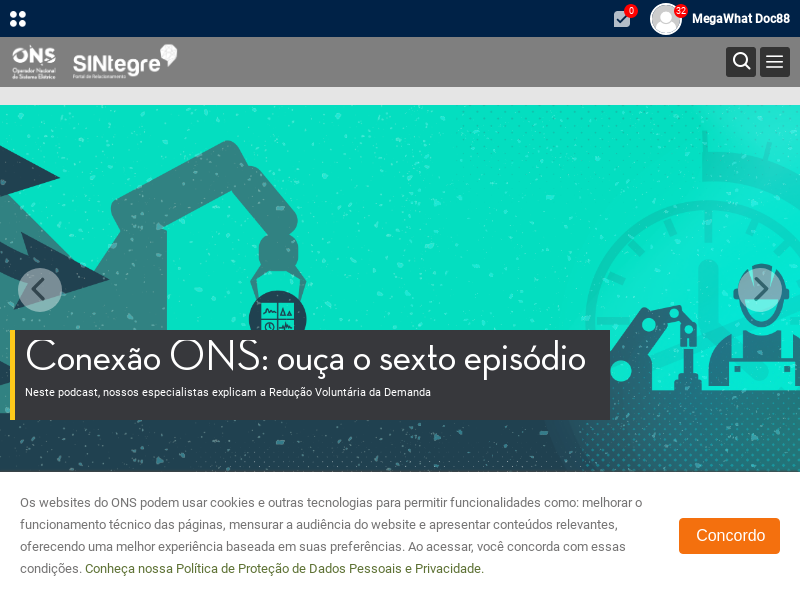 0
32
MegaWhat Doc88
ONS
Operador Nacional
do Sistema Elétrico
SINtegre
Portal de Relacionamento
Conexão ONS: ouça o sexto episódio
Neste podcast, nossos especialistas explicam a Redução Voluntária da Demanda
Os websites do ONS podem usar cookies e outras tecnologias para permitir funcionalidades como: melhorar o
funcionamento técnico das páginas, mensurar a audiência do website e apresentar conteúdos relevantes,
oferecendo uma melhor experiência baseada em suas preferências. Ao acessar, você concorda com essas
condições. Conheça nossa Política de Proteção de Dados Pessoais e Privacidade.
Concordo